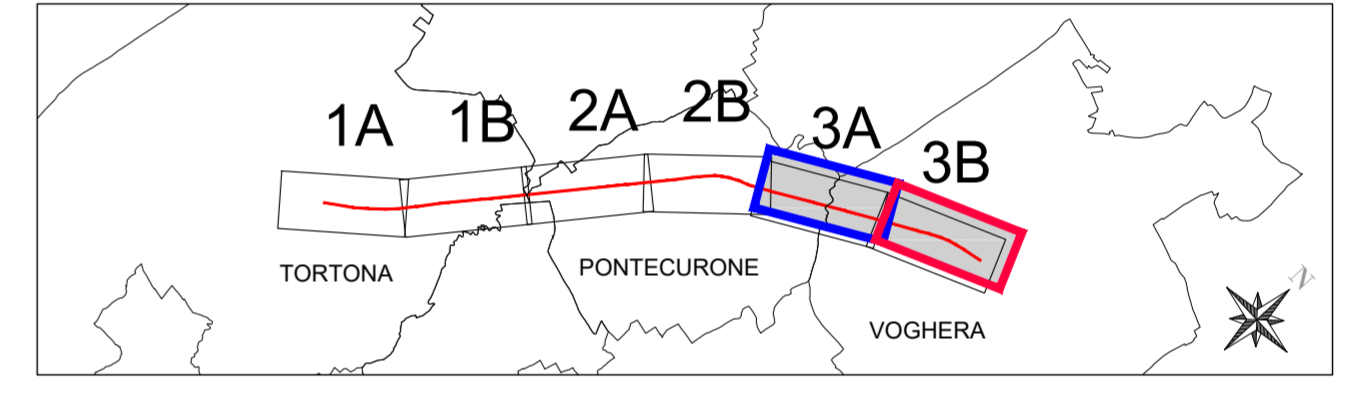 1A
1B
2A
2B
3A
3B
TORTONA
PONTECURONE
VOGHERA
N